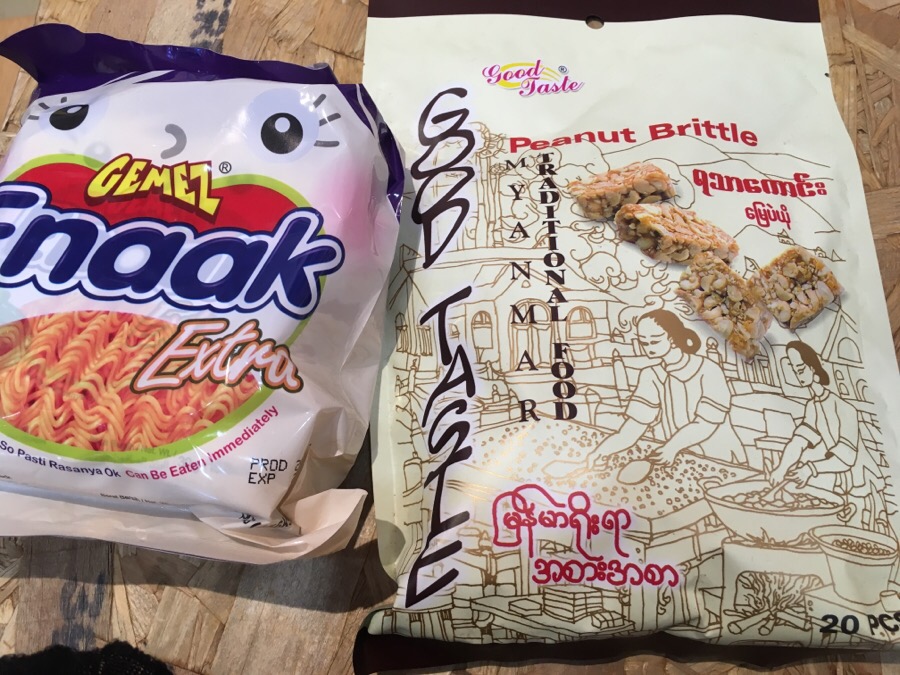 GEMEZ®
Enaak
Extra
So Pasti Rasanya Ok Can Be Eaten Immediately
PROD
EXP
Good Taste®
GOOD TASTE
MYANMAR
TRADITIONAL FOOD
Peanut Brittle
ရသာကောင်း
မြေပဲယို
မြန်မာရိုးရာ
အစားအစာ
20 PCS